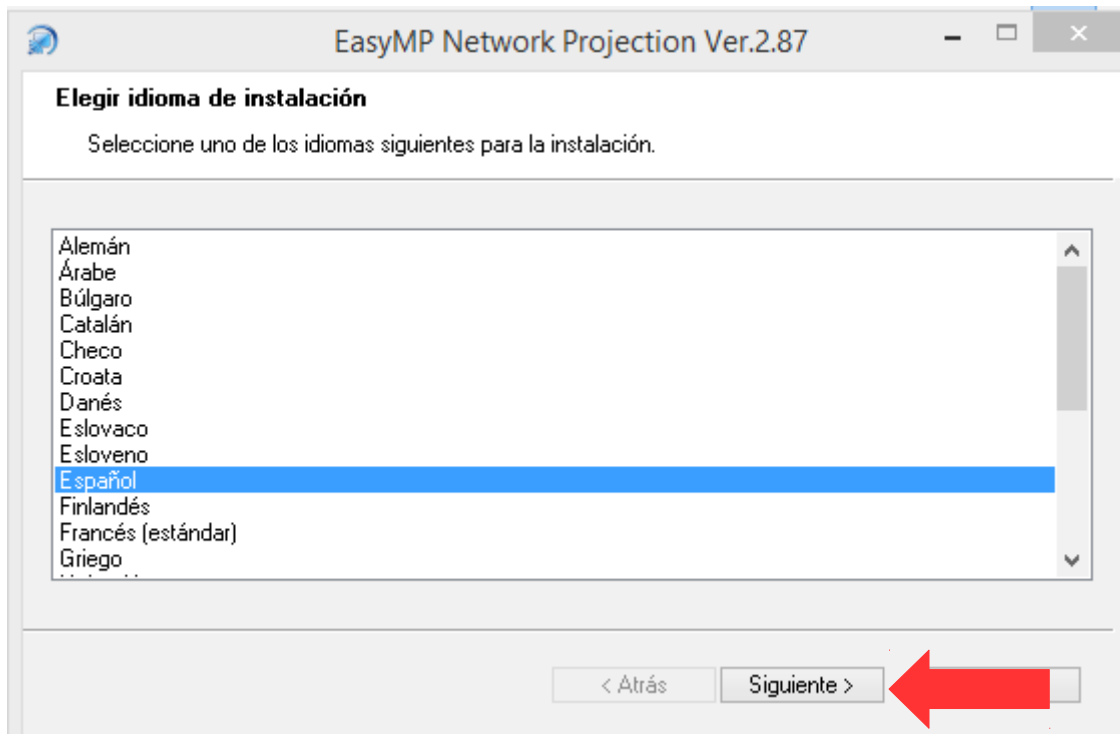 EasyMP Network Projection Ver.2.87
Elegir idioma de instalación
Seleccione uno de los idiomas siguientes para la instalación.
Alemán
Árabe
Búlgaro
Catalán
Checo
Croata
Danés
Eslovaco
Esloveno
Español
Finlandés
Francés (estándar)
Griego
< Atrás
Siguiente >